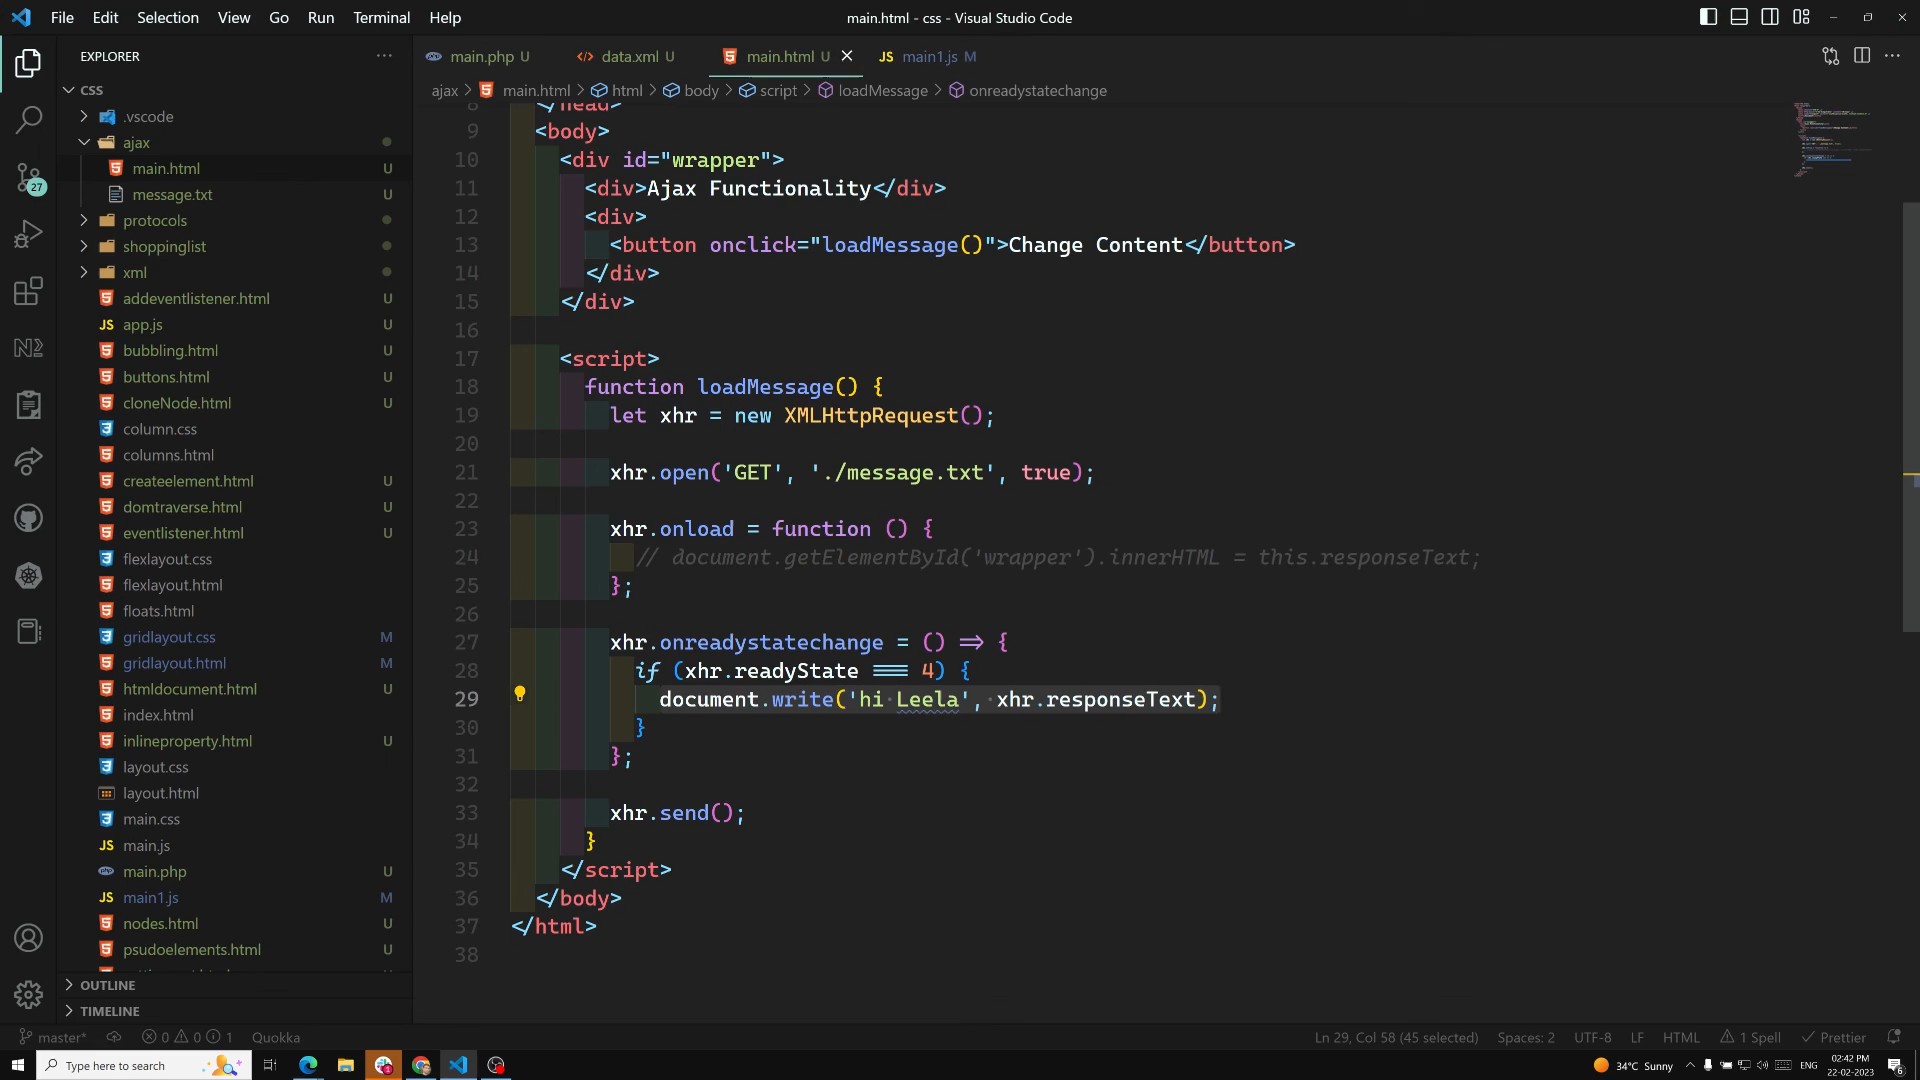 File Edit Selection View Go Run Terminal Help
main.html - css - Visual Studio Code
EXPLORER
CSS
.vscode
ajax
main.html U
message.txt U
protocols
shoppinglist
xml
addeventlistener.html U
JS app.js U
bubbling.html U
buttons.html U
cloneNode.html U
column.css
columns.html
createelement.html U
domtraverse.html U
eventlistener.html U
flexlayout.css
flexlayout.html
floats.html
gridlayout.css M
gridlayout.html M
htmldocument.html U
index.html
inlineproperty.html U
layout.css
layout.html
main.css
JS main.js
main.php U
JS main1.js M
nodes.html U
psudoelements.html U
OUTLINE
TIMELINE
27
main.php U
data.xml U
main.html U
JS main1.js M
ajax > main.html > html > body > script > loadMessage > onreadystatechange
8 </head>
9 <body>
10 <div id="wrapper">
11 <div>Ajax Functionality</div>
12 <div>
13 <button onclick="loadMessage()">Change Content</button>
14 </div>
15 </div>
16
17 <script>
18 function loadMessage() {
19 let xhr = new XMLHttpRequest();
20
21 xhr.open('GET', './message.txt', true);
22
23 xhr.onload = function () {
24 // document.getElementById('wrapper').innerHTML = this.responseText;
25 };
26
27 xhr.onreadystatechange = () => {
28 if (xhr.readyState === 4) {
29 document.write('hi Leela', xhr.responseText);
30 }
31 };
32
33 xhr.send();
34 }
35 </script>
36 </body>
37 </html>
38
master* 0 0 1 Quokka
Ln 29, Col 58 (45 selected) Spaces: 2 UTF-8 LF HTML 1 Spell Prettier
Type here to search
34°C Sunny
ENG
02:42 PM
22-02-2023
6